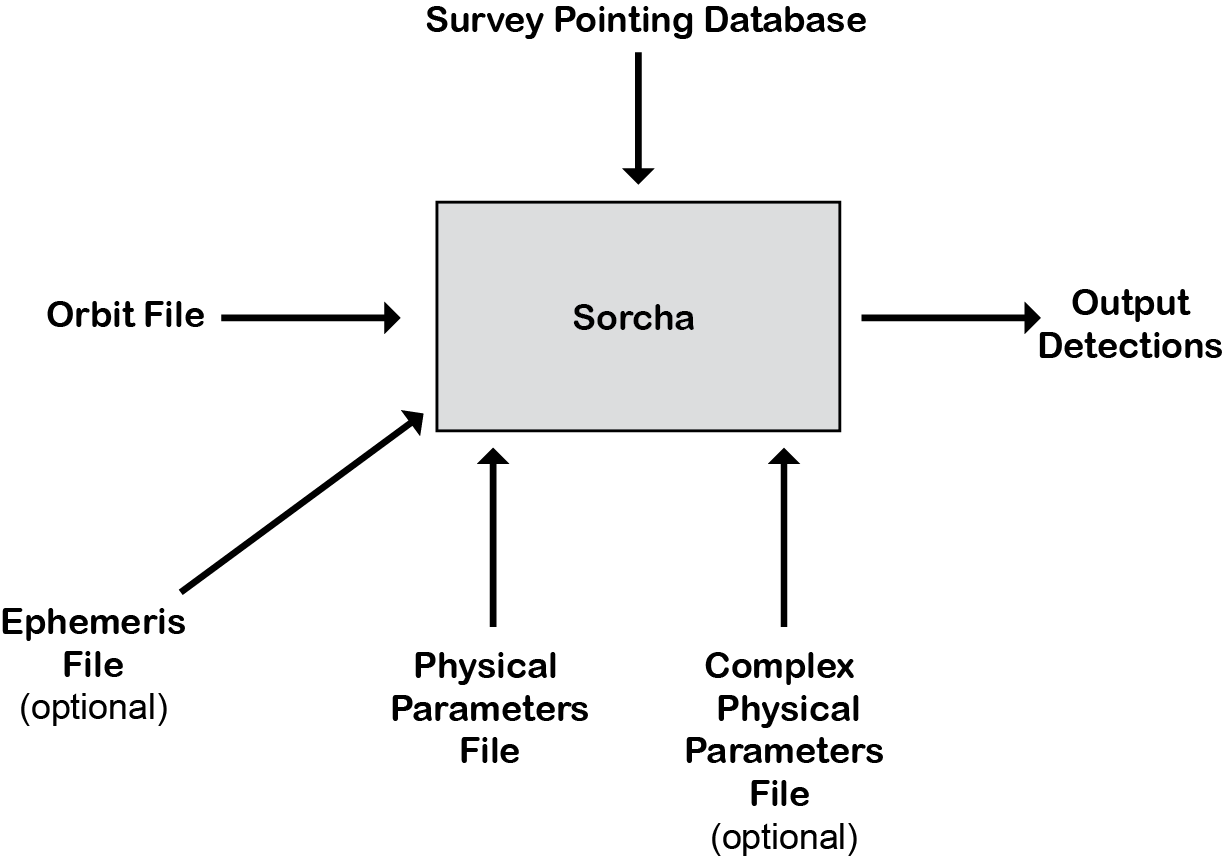 Survey Pointing Database
Orbit File
Sorcha
Output
Detections
Ephemeris
File
(optional)
Physical
Parameters
File
Complex
Physical
Parameters
File
(optional)